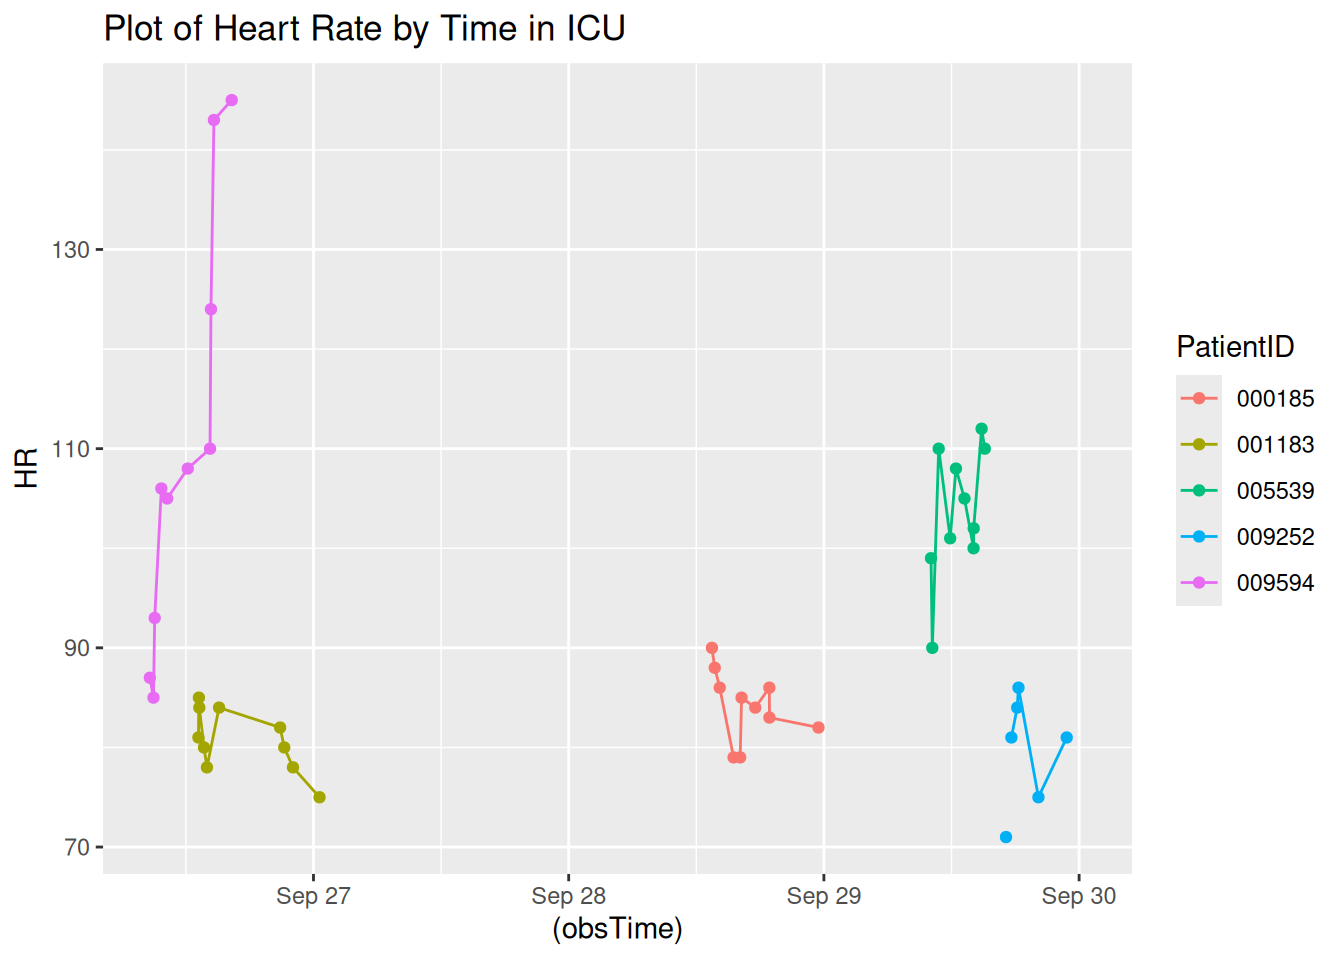 Plot of Heart Rate by Time in ICU
HR
130
110
90
70
Sep 27
Sep 28
Sep 29
Sep 30
(obsTime)
PatientID
000185
001183
005539
009252
009594